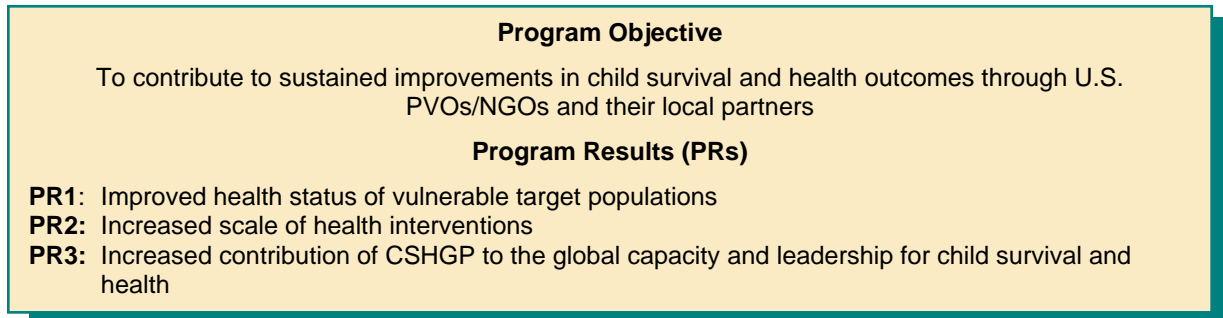 Program Objective
To contribute to sustained improvements in child survival and health outcomes through U.S.
PVOs/NGOs and their local partners
Program Results (PRs)
PR1: Improved health status of vulnerable target populations
PR2: Increased scale of health interventions
PR3: Increased contribution of CSHGP to the global capacity and leadership for child survival and
health